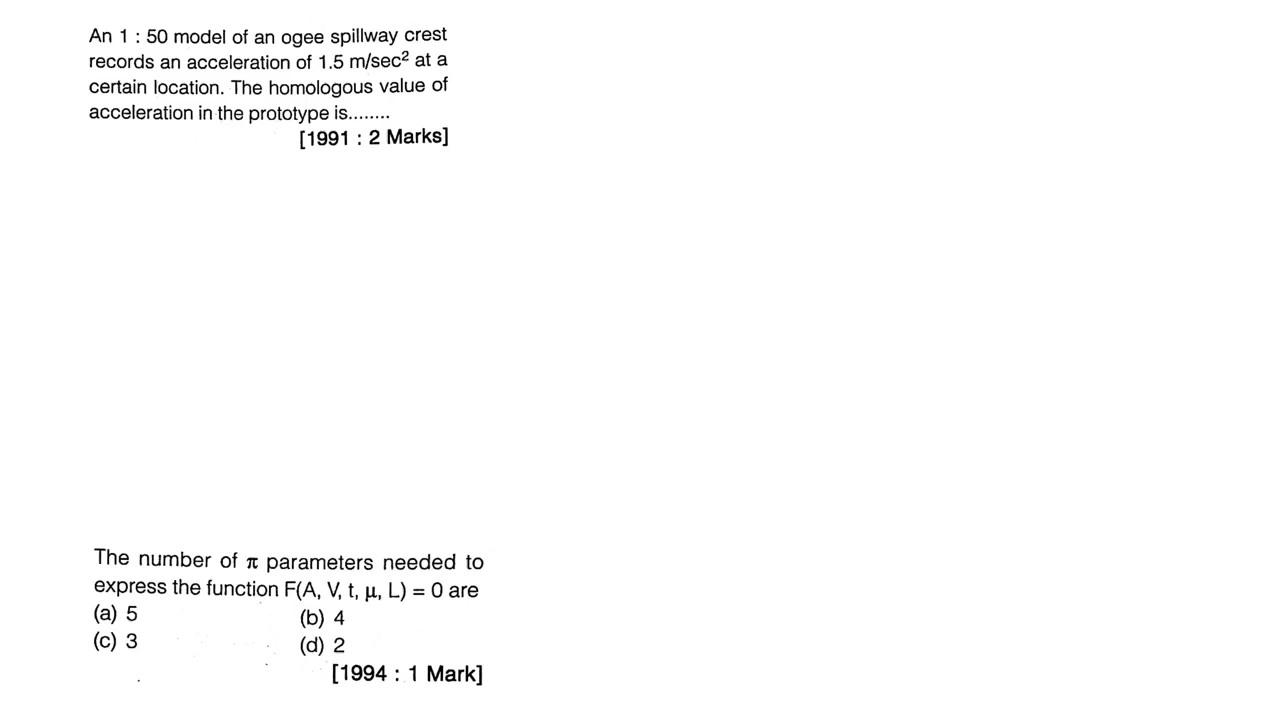 An 1 : 50 model of an ogee spillway crest
records an acceleration of 1.5 m/sec² at a
certain location. The homologous value of
acceleration in the prototype is........
[1991 : 2 Marks]
The number of π parameters needed to
express the function F(A, V, t, μ, L) = 0 are
(a) 5 (b) 4
(c) 3 (d) 2
[1994 : 1 Mark]